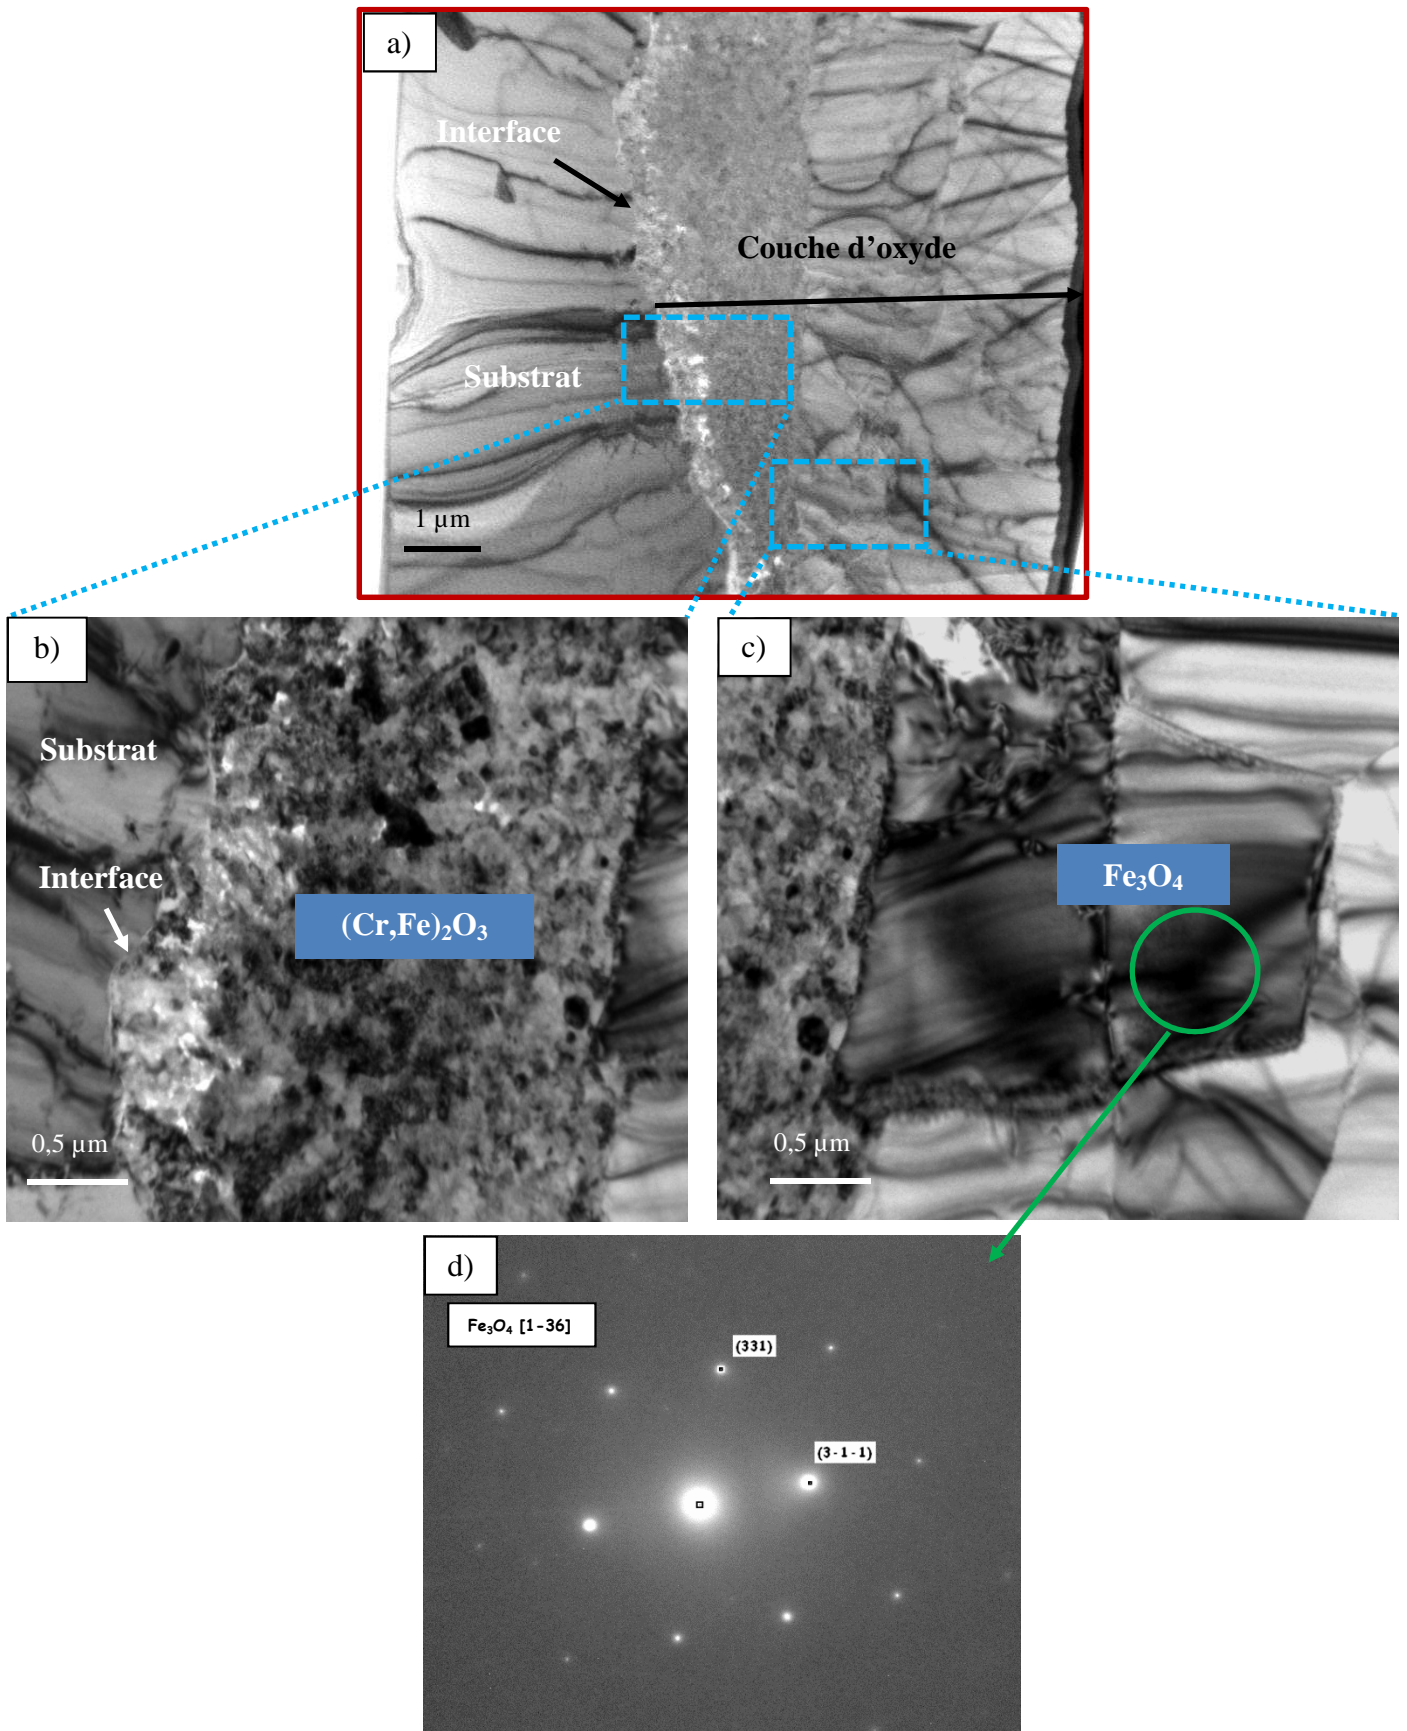 a)
Interface
Couche d’oxyde
Substrat
1 µm
b)
Substrat
Interface
(Cr,Fe)₂O₃
0,5 µm
c)
Fe₃O₄
0,5 µm
d)
Fe₃O₄ [1-36]
(331)
(3-1-1)